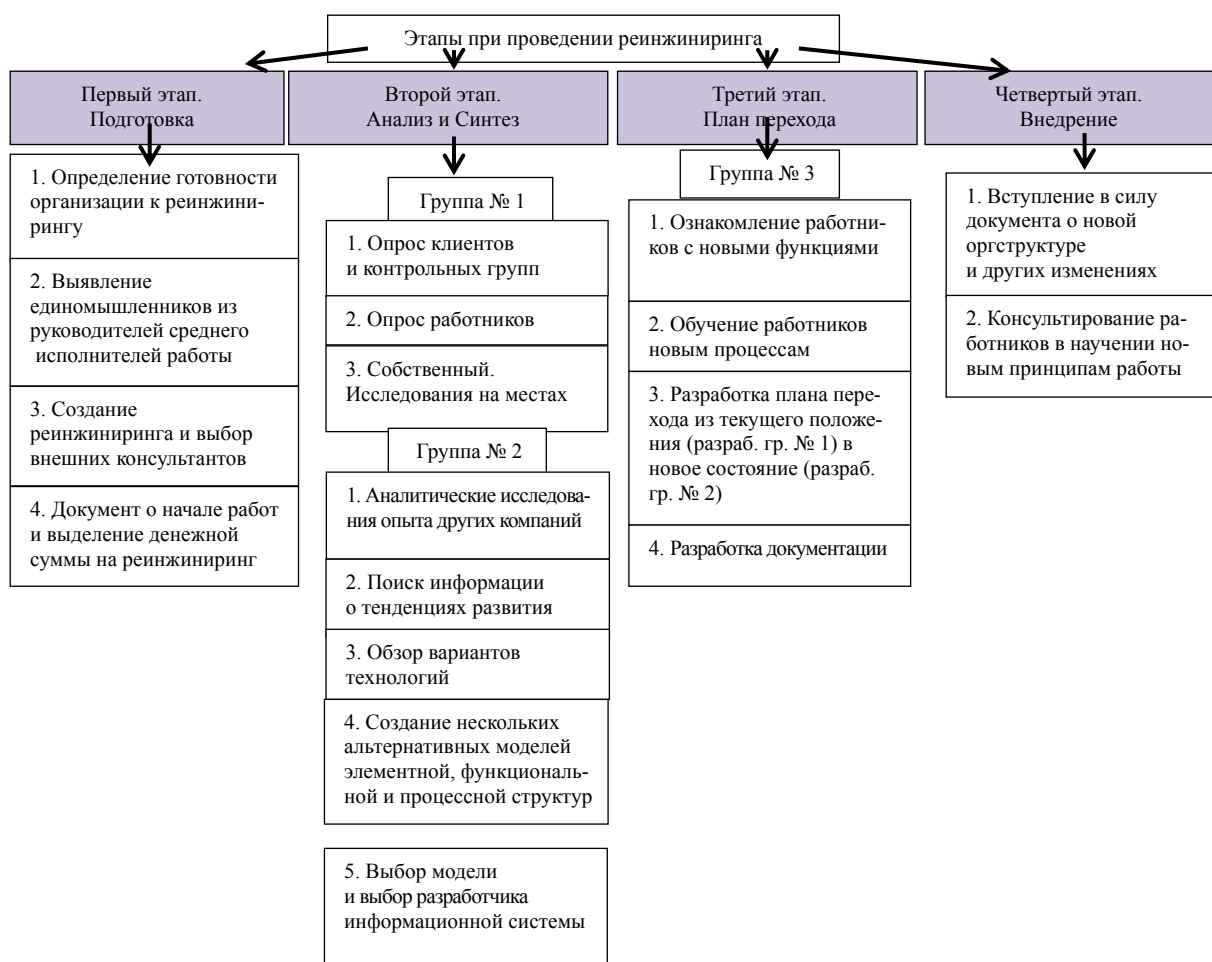 Этапы при проведении реинжиниринга
Первый этап.
Подготовка
1. Определение готовности
организации к реинжини-
рингу
2. Выявление
единомышленников из
руководителей среднего
исполнителей работы
3. Создание
реинжиниринга и выбор
внешних консультантов
4. Документ о начале работ
и выделение денежной
суммы на реинжиниринг
Второй этап.
Анализ и Синтез
Группа № 1
1. Опрос клиентов
и контрольных групп
2. Опрос работников
3. Собственный.
Исследования на местах
Группа № 2
1. Аналитические исследова-
ния опыта других компаний
2. Поиск информации
о тенденциях развития
3. Обзор вариантов
технологий
4. Создание нескольких
альтернативных моделей
элементной, функциональ-
ной и процессной структур
5. Выбор модели
и выбор разработчика
информационной системы
Третий этап.
План перехода
Группа № 3
1. Ознакомление работни-
ков с новыми функциями
2. Обучение работников
новым процессам
3. Разработка плана пере-
хода из текущего положе-
ния (разраб. гр. № 1) в
новое состояние (разраб.
гр. № 2)
4. Разработка документации
Четвертый этап.
Внедрение
1. Вступление в силу
документа о новой
оргструктуре
и других изменениях
2. Консультирование ра-
ботников в научении но-
вым принципам работы